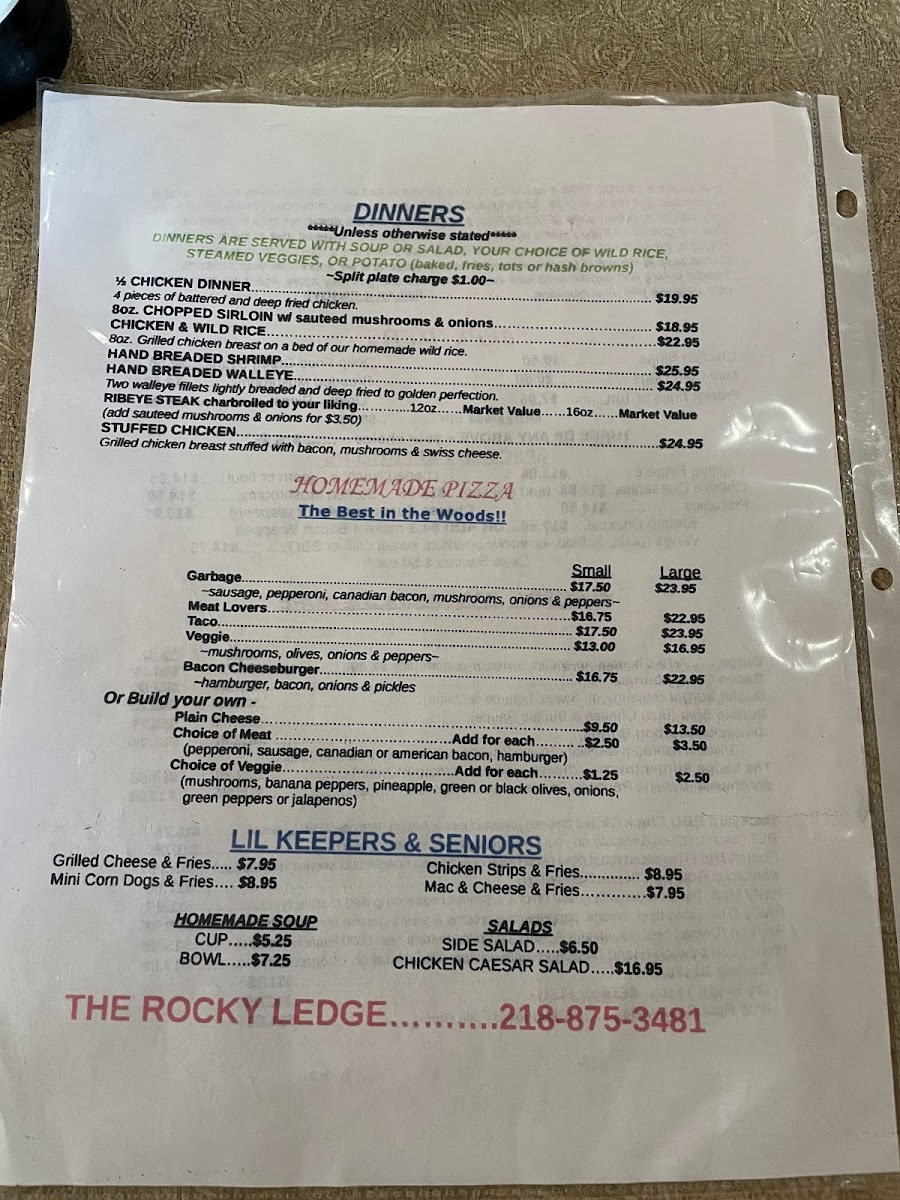 DINNERS
*****Unless otherwise stated*****
DINNERS ARE SERVED WITH SOUP OR SALAD, YOUR CHOICE OF WILD RICE,
STEAMED VEGGIES, OR POTATO (baked, fries, tots or hash browns)
~Split plate charge $1.00~
½ CHICKEN DINNER $19.95
4 pieces of battered and deep fried chicken.
8oz. CHOPPED SIRLOIN w/ sauteed mushrooms & onions $18.95
CHICKEN & WILD RICE $22.95
8oz. Grilled chicken breast on a bed of our homemade wild rice.
HAND BREADED SHRIMP $25.95
HAND BREADED WALLEYE $24.95
Two walleye fillets lightly breaded and deep fried to golden perfection.
RIBEYE STEAK charbroiled to your liking.............12oz......Market Value......16oz......Market Value
(add sauteed mushrooms & onions for $3.50)
STUFFED CHICKEN $24.95
Grilled chicken breast stuffed with bacon, mushrooms & swiss cheese.
HOMEMADE PIZZA
The Best in the Woods!!
Small Large
Garbage $17.50 $23.95
~sausage, pepperoni, canadian bacon, mushrooms, onions & peppers~
Meat Lovers $16.75 $22.95
Taco $17.50 $23.95
Veggie $13.00 $16.95
~mushrooms, olives, onions & peppers~
Bacon Cheeseburger $16.75 $22.95
~hamburger, bacon, onions & pickles
Or Build your own -
Plain Cheese $9.50 $13.50
Choice of Meat Add for each $2.50 $3.50
(pepperoni, sausage, canadian or american bacon, hamburger)
Choice of Veggie Add for each $1.25 $2.50
(mushrooms, banana peppers, pineapple, green or black olives, onions,
green peppers or jalapenos)
LIL KEEPERS & SENIORS
Grilled Cheese & Fries..... $7.95
Mini Corn Dogs & Fries.... $8.95
Chicken Strips & Fries............. $8.95
Mac & Cheese & Fries.............$7.95
HOMEMADE SOUP
CUP.....$5.25
BOWL.....$7.25
SALADS
SIDE SALAD.....$6.50
CHICKEN CAESAR SALAD.....$16.95
THE ROCKY LEDGE..........218-875-3481